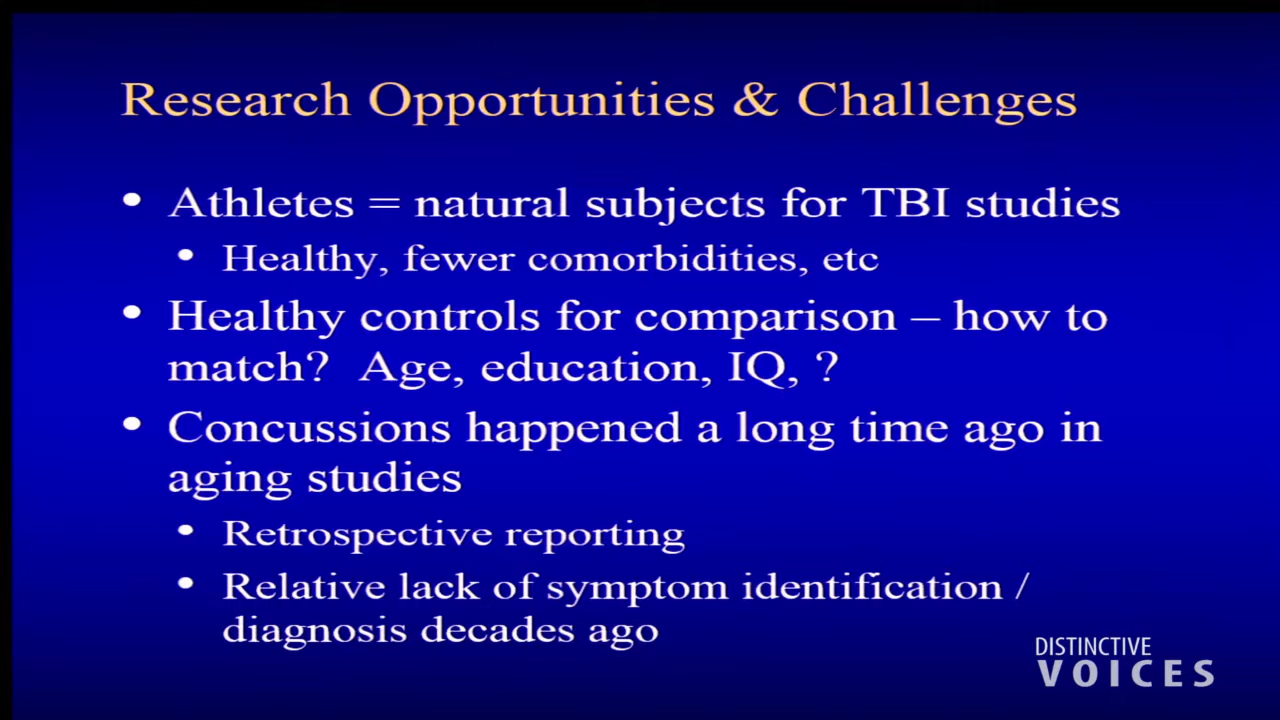 Research Opportunities & Challenges
• Athletes = natural subjects for TBI studies
• Healthy, fewer comorbidities, etc
• Healthy controls for comparison – how to
match? Age, education, IQ, ?
• Concussions happened a long time ago in
aging studies
• Retrospective reporting
• Relative lack of symptom identification /
diagnosis decades ago
DISTINCTIVE
VOICES